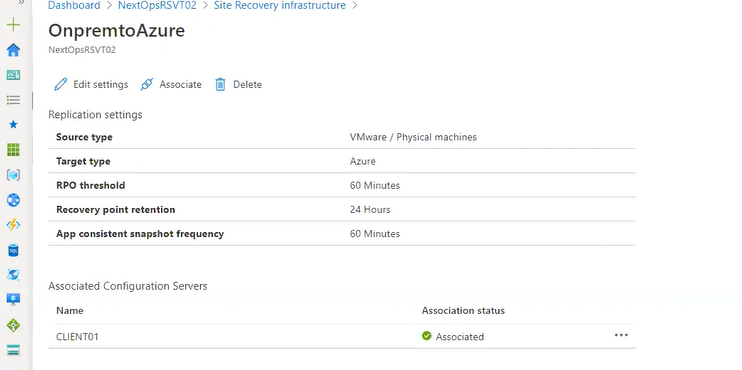 Dashboard > NextOpsRSVT02 > Site Recovery infrastructure >
OnpremtoAzure
NextOpsRSVT02
Edit settings Associate Delete
Replication settings
Source type VMware / Physical machines
Target type Azure
RPO threshold 60 Minutes
Recovery point retention 24 Hours
App consistent snapshot frequency 60 Minutes
Associated Configuration Servers
Name Association status
CLIENT01 Associated